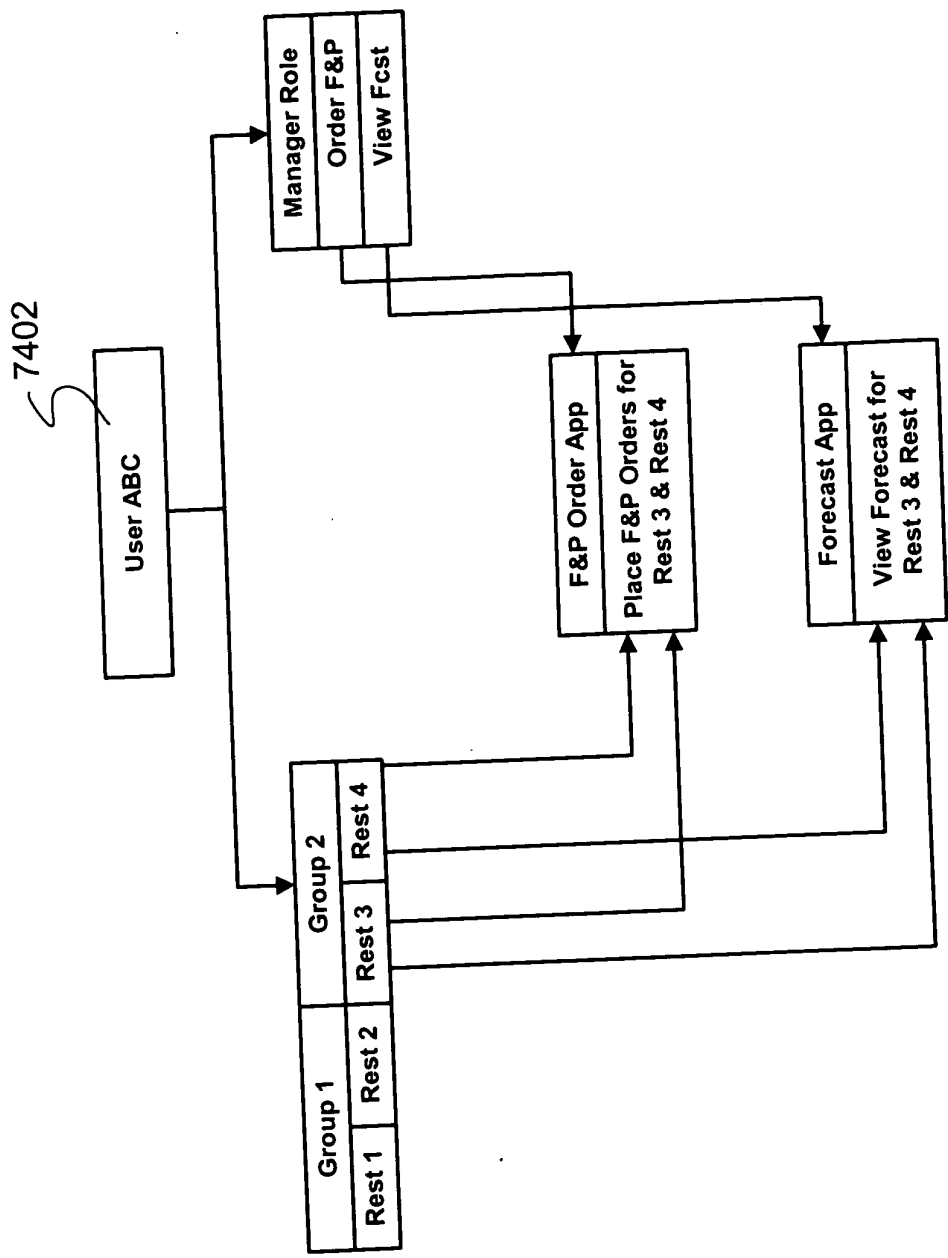 7402
User ABC
Manager Role
Order F&P
View Fcst
Group 1
Group 2
Rest 1
Rest 2
Rest 3
Rest 4
F&P Order App
Place F&P Orders for
Rest 3 & Rest 4
Forecast App
View Forecast for
Rest 3 & Rest 4